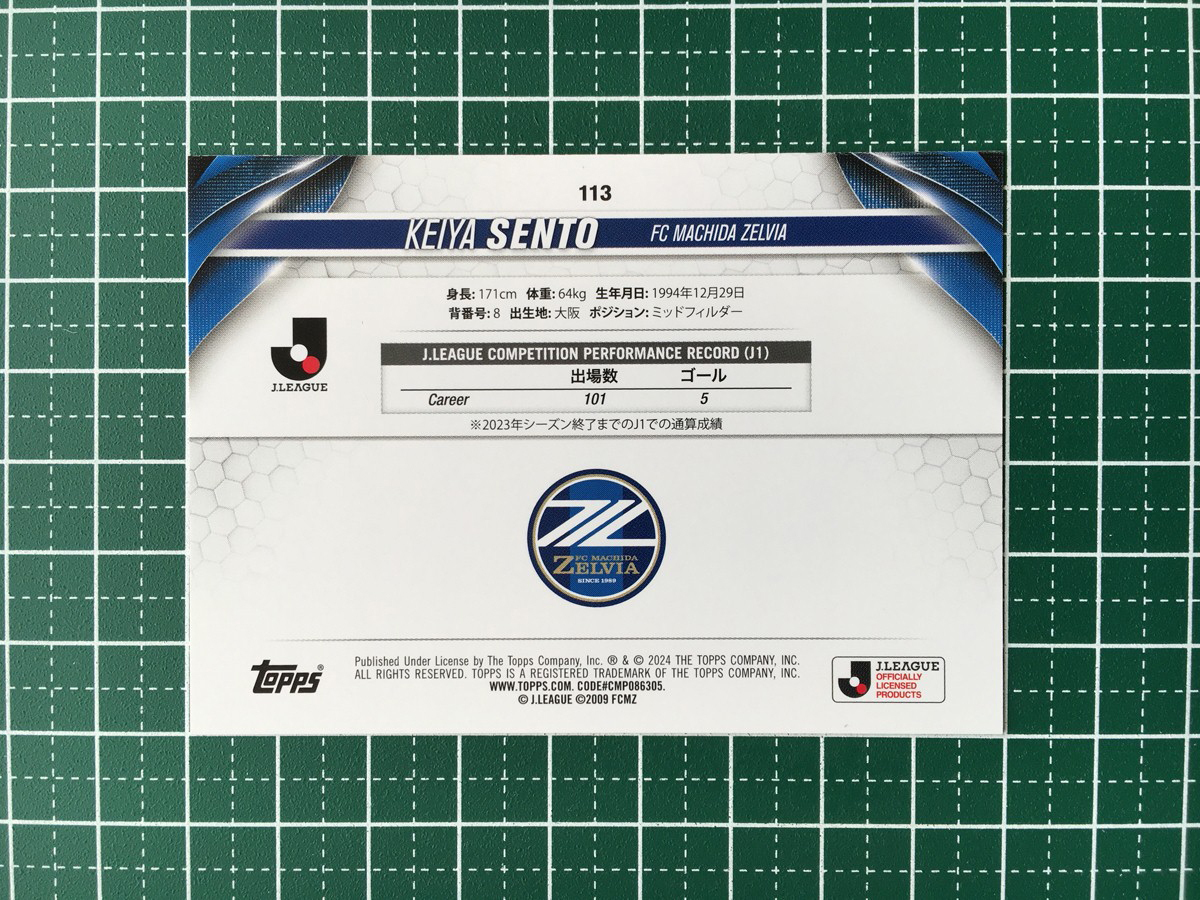 113
KEIYA SENTO FC MACHIDA ZELVIA
身長: 171cm 体重: 64kg 生年月日: 1994年12月29日
背番号: 8 出生地: 大阪 ポジション: ミッドフィルダー
J.LEAGUE
J.LEAGUE COMPETITION PERFORMANCE RECORD (J1)
出場数 ゴール
Career 101 5
※2023年シーズン終了までのJ1での通算成績
FC MACHIDA
ZELVIA
SINCE 1989
TOPPS®
Published Under License by The Topps Company, Inc. ® & © 2024 THE TOPPS COMPANY, INC.
ALL RIGHTS RESERVED. TOPPS IS A REGISTERED TRADEMARK OF THE TOPPS COMPANY, INC.
WWW.TOPPS.COM. CODE#CMP086305.
© J.LEAGUE ©2009 FCMZ
J.LEAGUE
OFFICIALLY
LICENSED
PRODUCTS